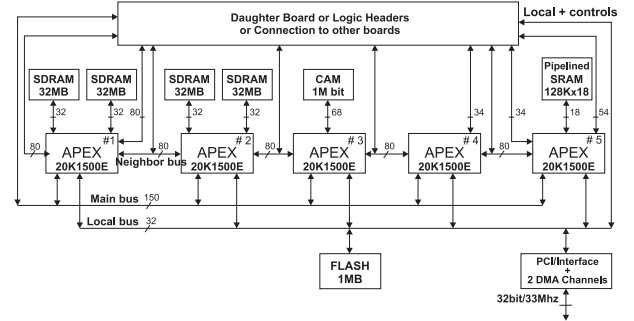 Daughter Board or Logic Headers
or Connection to other boards
Local + controls
SDRAM
32MB
SDRAM
32MB
SDRAM
32MB
SDRAM
32MB
CAM
1M bit
Pipelined
SRAM
128Kx18
32
32
80
32
32
68
34
34
18
54
#1
APEX
20K1500E
# 2
APEX
20K1500E
# 3
APEX
20K1500E
# 4
APEX
20K1500E
# 5
APEX
20K1500E
80
80
80
80
80
Neighbor bus
Main bus 150
Local bus 32
FLASH
1MB
PCI/Interface
+
2 DMA Channels
32bit/33Mhz